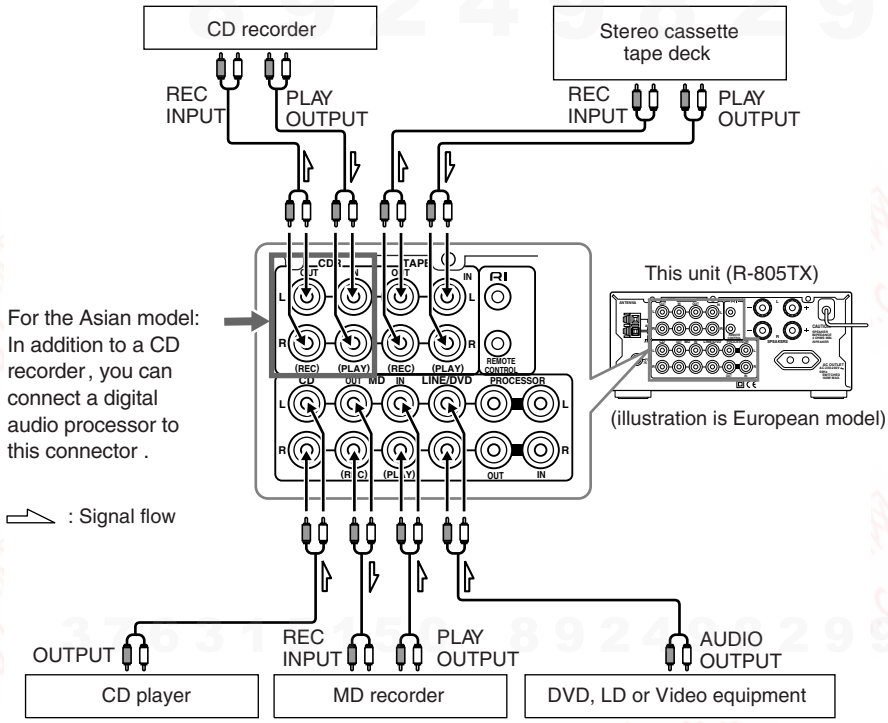 CD recorder
Stereo cassette
tape deck
REC
INPUT
PLAY
OUTPUT
REC
INPUT
PLAY
OUTPUT
CDR
TAPE
OUT
IN
OUT
IN
RI
L
L
R
R
REMOTE
CONTROL
(REC)
(PLAY)
(REC)
(PLAY)
CD
OUT MD IN
LINE/DVD
PROCESSOR
L
L
R
R
(REC)
(PLAY)
OUT
IN
This unit (R-805TX)
ANTENNA
L
R
SPEAKERS
(illustration is European model)
For the Asian model:
In addition to a CD
recorder, you can
connect a digital
audio processor to
this connector .
: Signal flow
OUTPUT
REC
INPUT
PLAY
OUTPUT
AUDIO
OUTPUT
CD player
MD recorder
DVD, LD or Video equipment